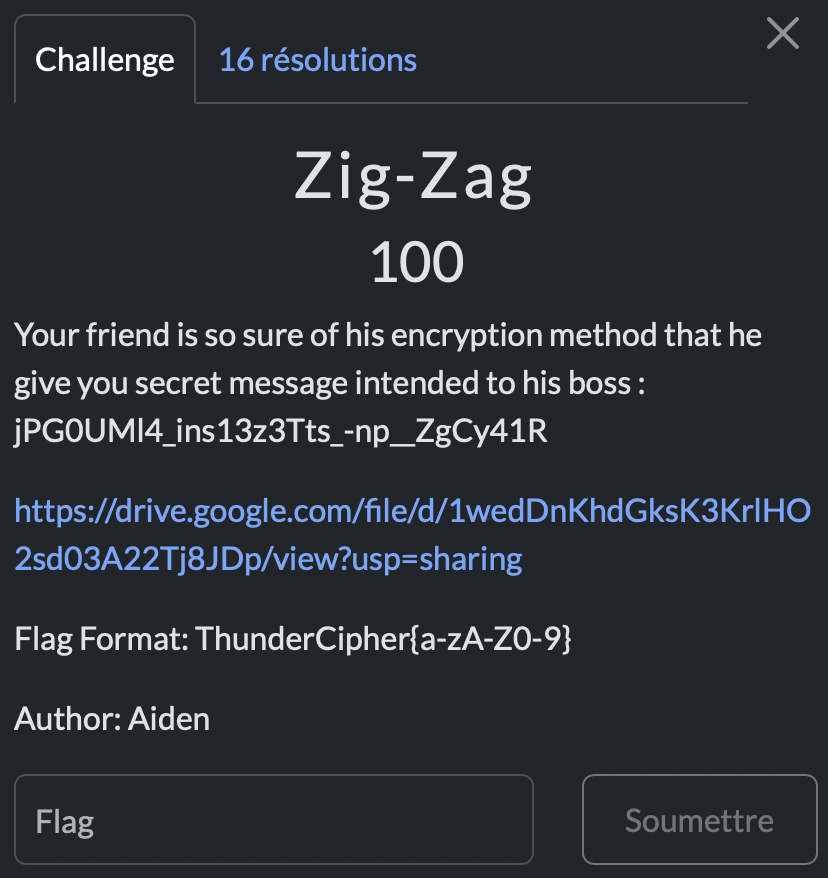 Challenge
16 résolutions
Zig-Zag
100
Your friend is so sure of his encryption method that he
give you secret message intended to his boss :
jPG0UMl4_ins13z3Tts_-np__ZgCy41R
https://drive.google.com/file/d/1wedDnKhdGksK3KrlHO
2sd03A22Tj8JDp/view?usp=sharing
Flag Format: ThunderCipher{a-zA-Z0-9}
Author: Aiden
Flag
Soumettre